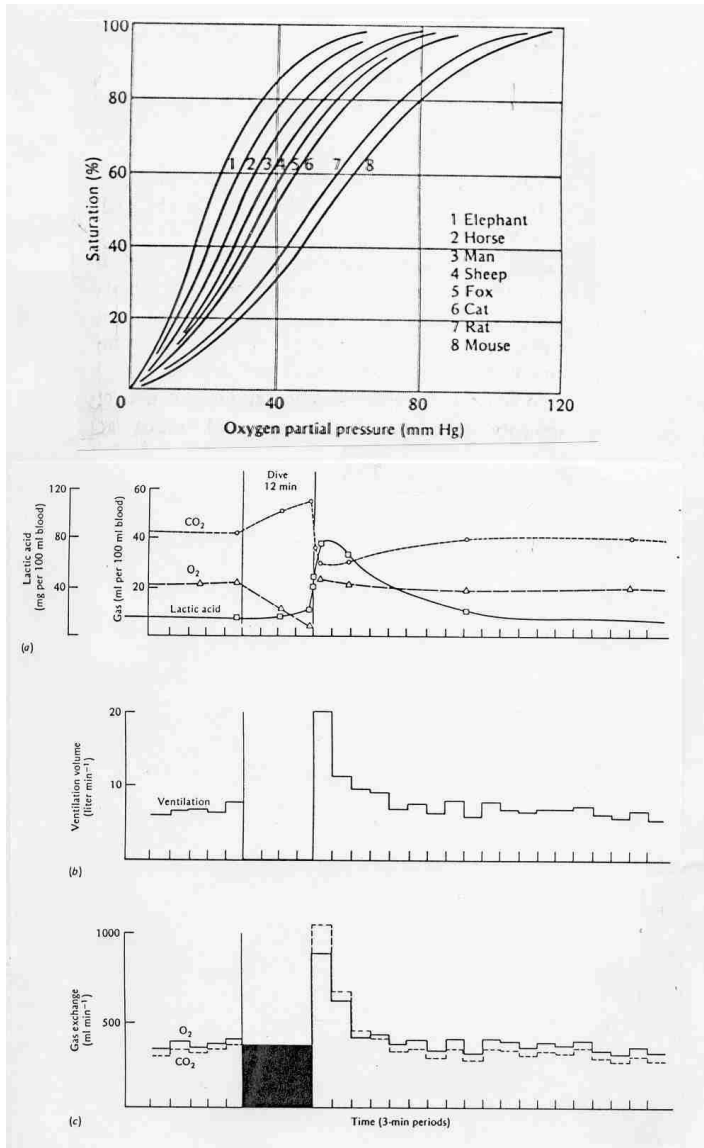 100
80
60
40
20
Saturation (%)
1 2 3 4 5 6 7 8
1 Elephant
2 Horse
3 Man
4 Sheep
5 Fox
6 Cat
7 Rat
8 Mouse
0 40 80 120
Oxygen partial pressure (mm Hg)
Dive
12 min
120
80
40
Lactic acid
(mg per 100 ml blood)
60
40
20
Gas (ml per 100 ml blood)
CO2
O2
Lactic acid
(a)
20
10
Ventilation volume
(liter min−1)
Ventilation
(b)
1000
500
Gas exchange
(ml min−1)
O2
CO2
(c)
Time (3-min periods)